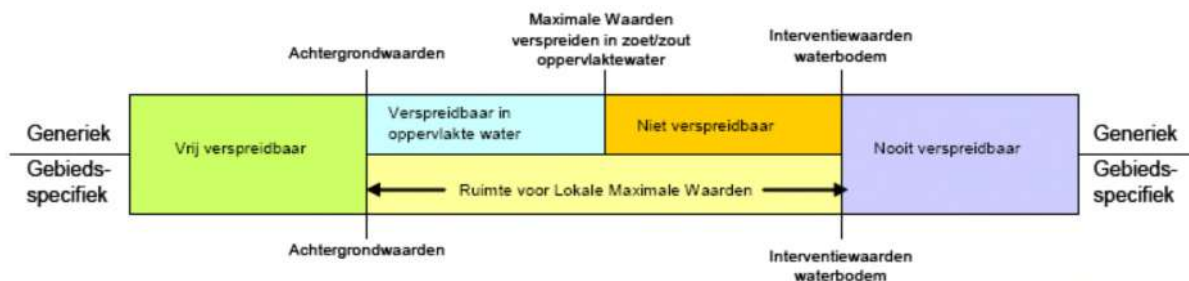 Maximale Waarden
verspreiden in zoet/zout
oppervlaktewater
Achtergrondwaarden
Interventiewaarden
waterbodem
Generiek
Gebieds-
specifiek
Vrij verspreidbaar
Verspreidbaar in
oppervlakte water
Niet verspreidbaar
Nooit verspreidbaar
Generiek
Gebieds-
specifiek
Ruimte voor Lokale Maximale Waarden
Achtergrondwaarden
Interventiewaarden
waterbodem